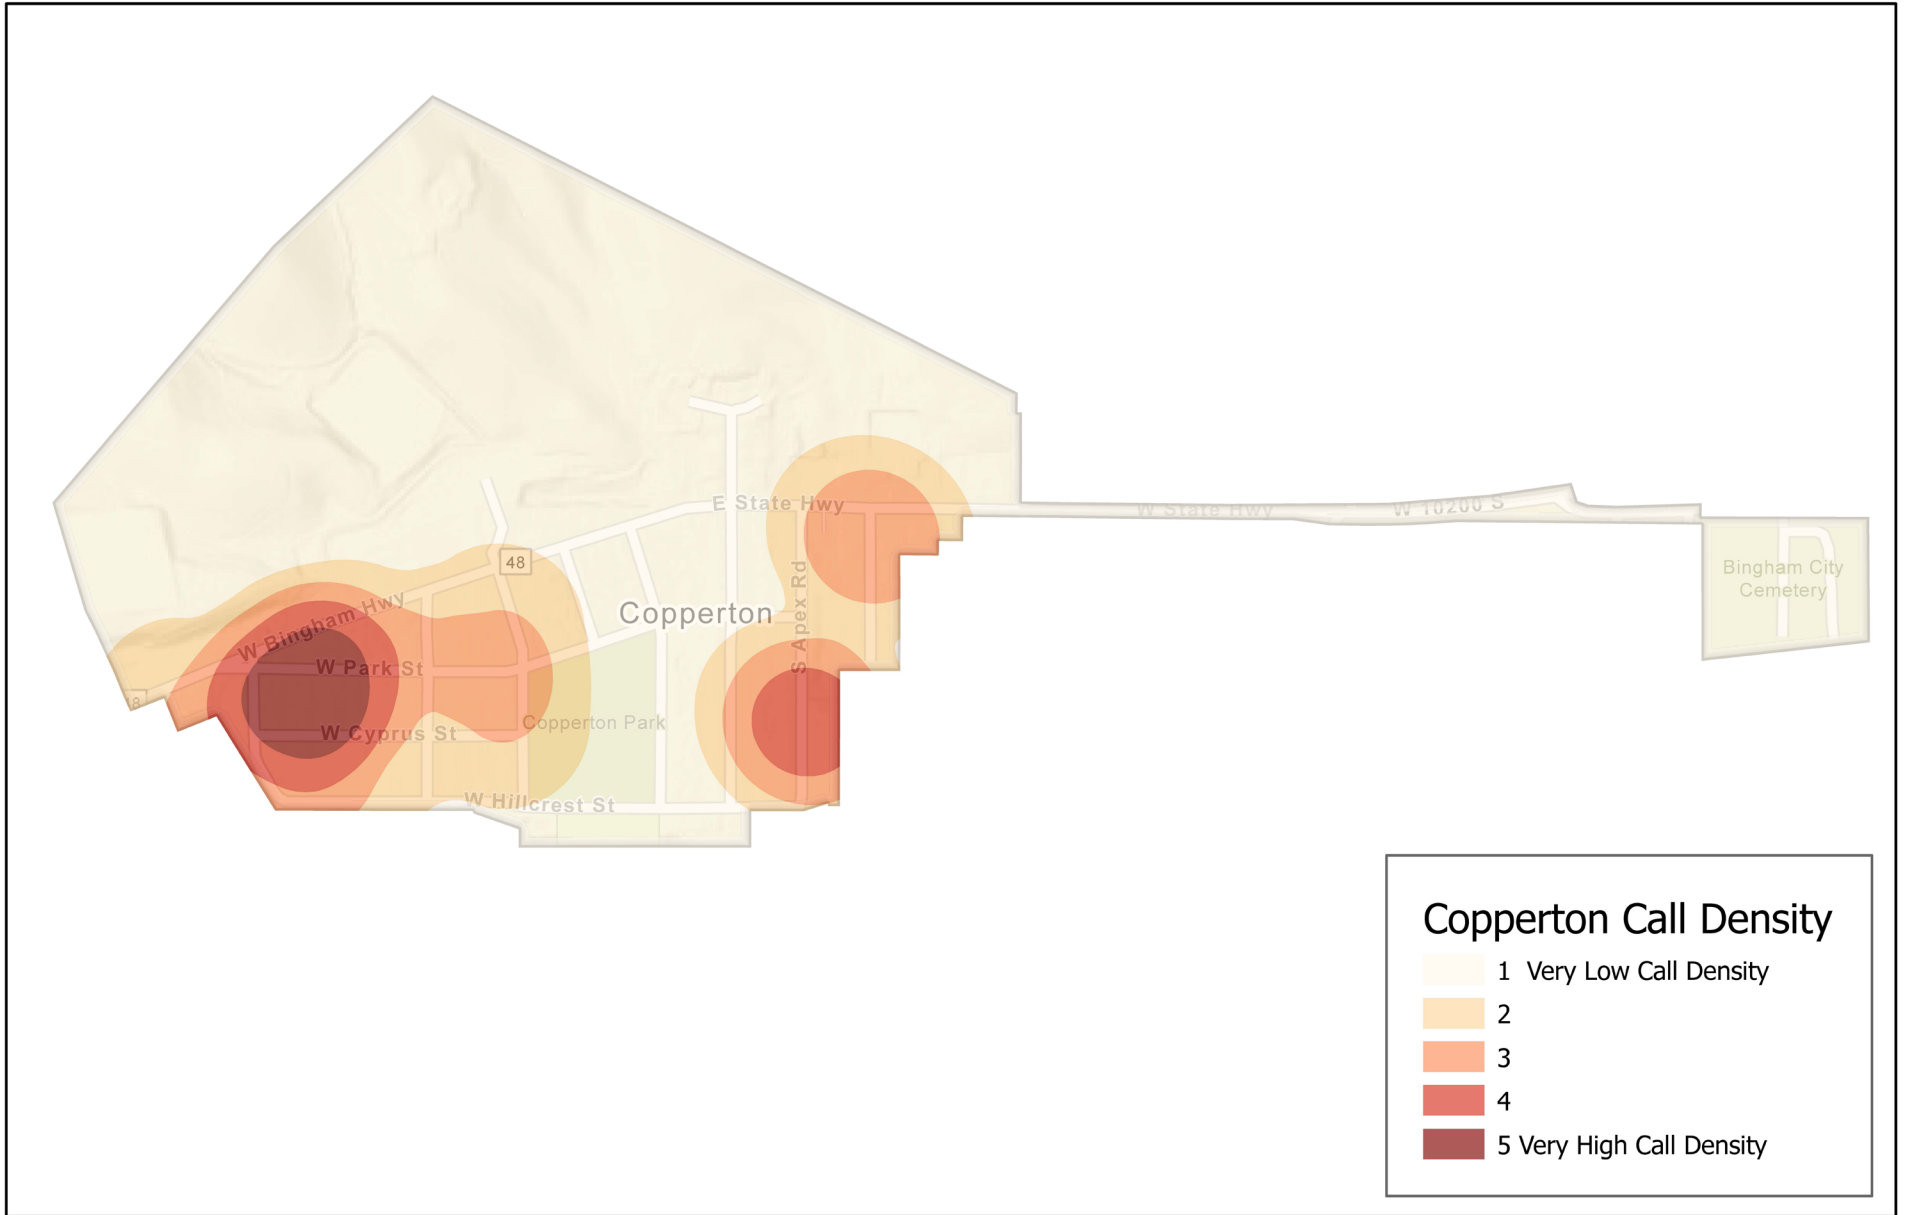 E State Hwy
W State Hwy
W 10200 S
48
Bingham City
Cemetery
S Apex Rd
Copperton
W Bingham Hwy
W Park St
8
Copperton Park
W Cyprus St
W Hillcrest St
Copperton Call Density
1 Very Low Call Density
2
3
4
5 Very High Call Density